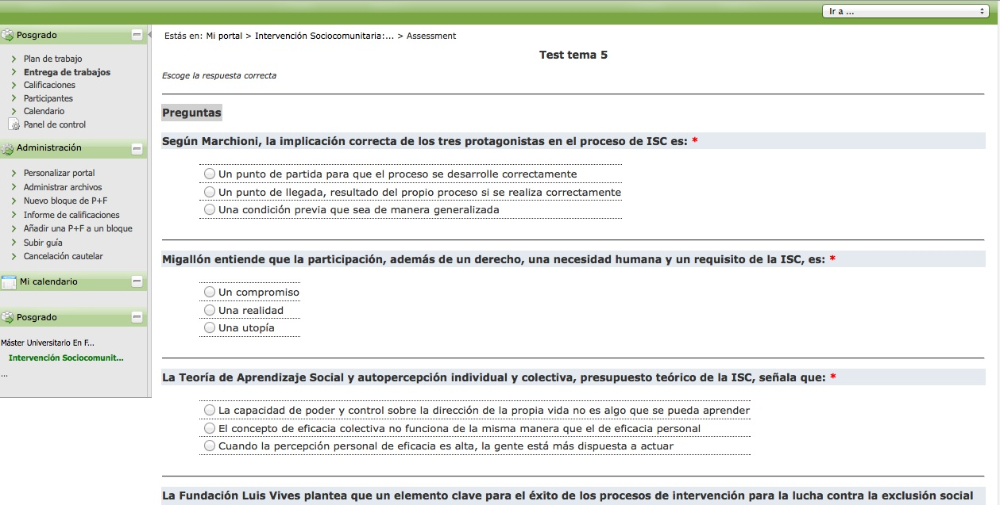 Ir a ...
Posgrado
Plan de trabajo
Entrega de trabajos
Calificaciones
Participantes
Calendario
Panel de control
Administración
Personalizar portal
Administrar archivos
Nuevo bloque de P+F
Informe de calificaciones
Añadir una P+F a un bloque
Subir guía
Cancelación cautelar
Mi calendario
Posgrado
Máster Universitario En F...
Intervención Sociocomunit...
...
Estás en: Mi portal > Intervención Sociocomunitaria:... > Assessment
Test tema 5
Escoge la respuesta correcta
Preguntas
Según Marchioni, la implicación correcta de los tres protagonistas en el proceso de ISC es: *
Un punto de partida para que el proceso se desarrolle correctamente
Un punto de llegada, resultado del propio proceso si se realiza correctamente
Una condición previa que sea de manera generalizada
Migallón entiende que la participación, además de un derecho, una necesidad humana y un requisito de la ISC, es: *
Un compromiso
Una realidad
Una utopía
La Teoría de Aprendizaje Social y autopercepción individual y colectiva, presupuesto teórico de la ISC, señala que: *
La capacidad de poder y control sobre la dirección de la propia vida no es algo que se pueda aprender
El concepto de eficacia colectiva no funciona de la misma manera que el de eficacia personal
Cuando la percepción personal de eficacia es alta, la gente está más dispuesta a actuar
La Fundación Luis Vives plantea que un elemento clave para el éxito de los procesos de intervención para la lucha contra la exclusión social